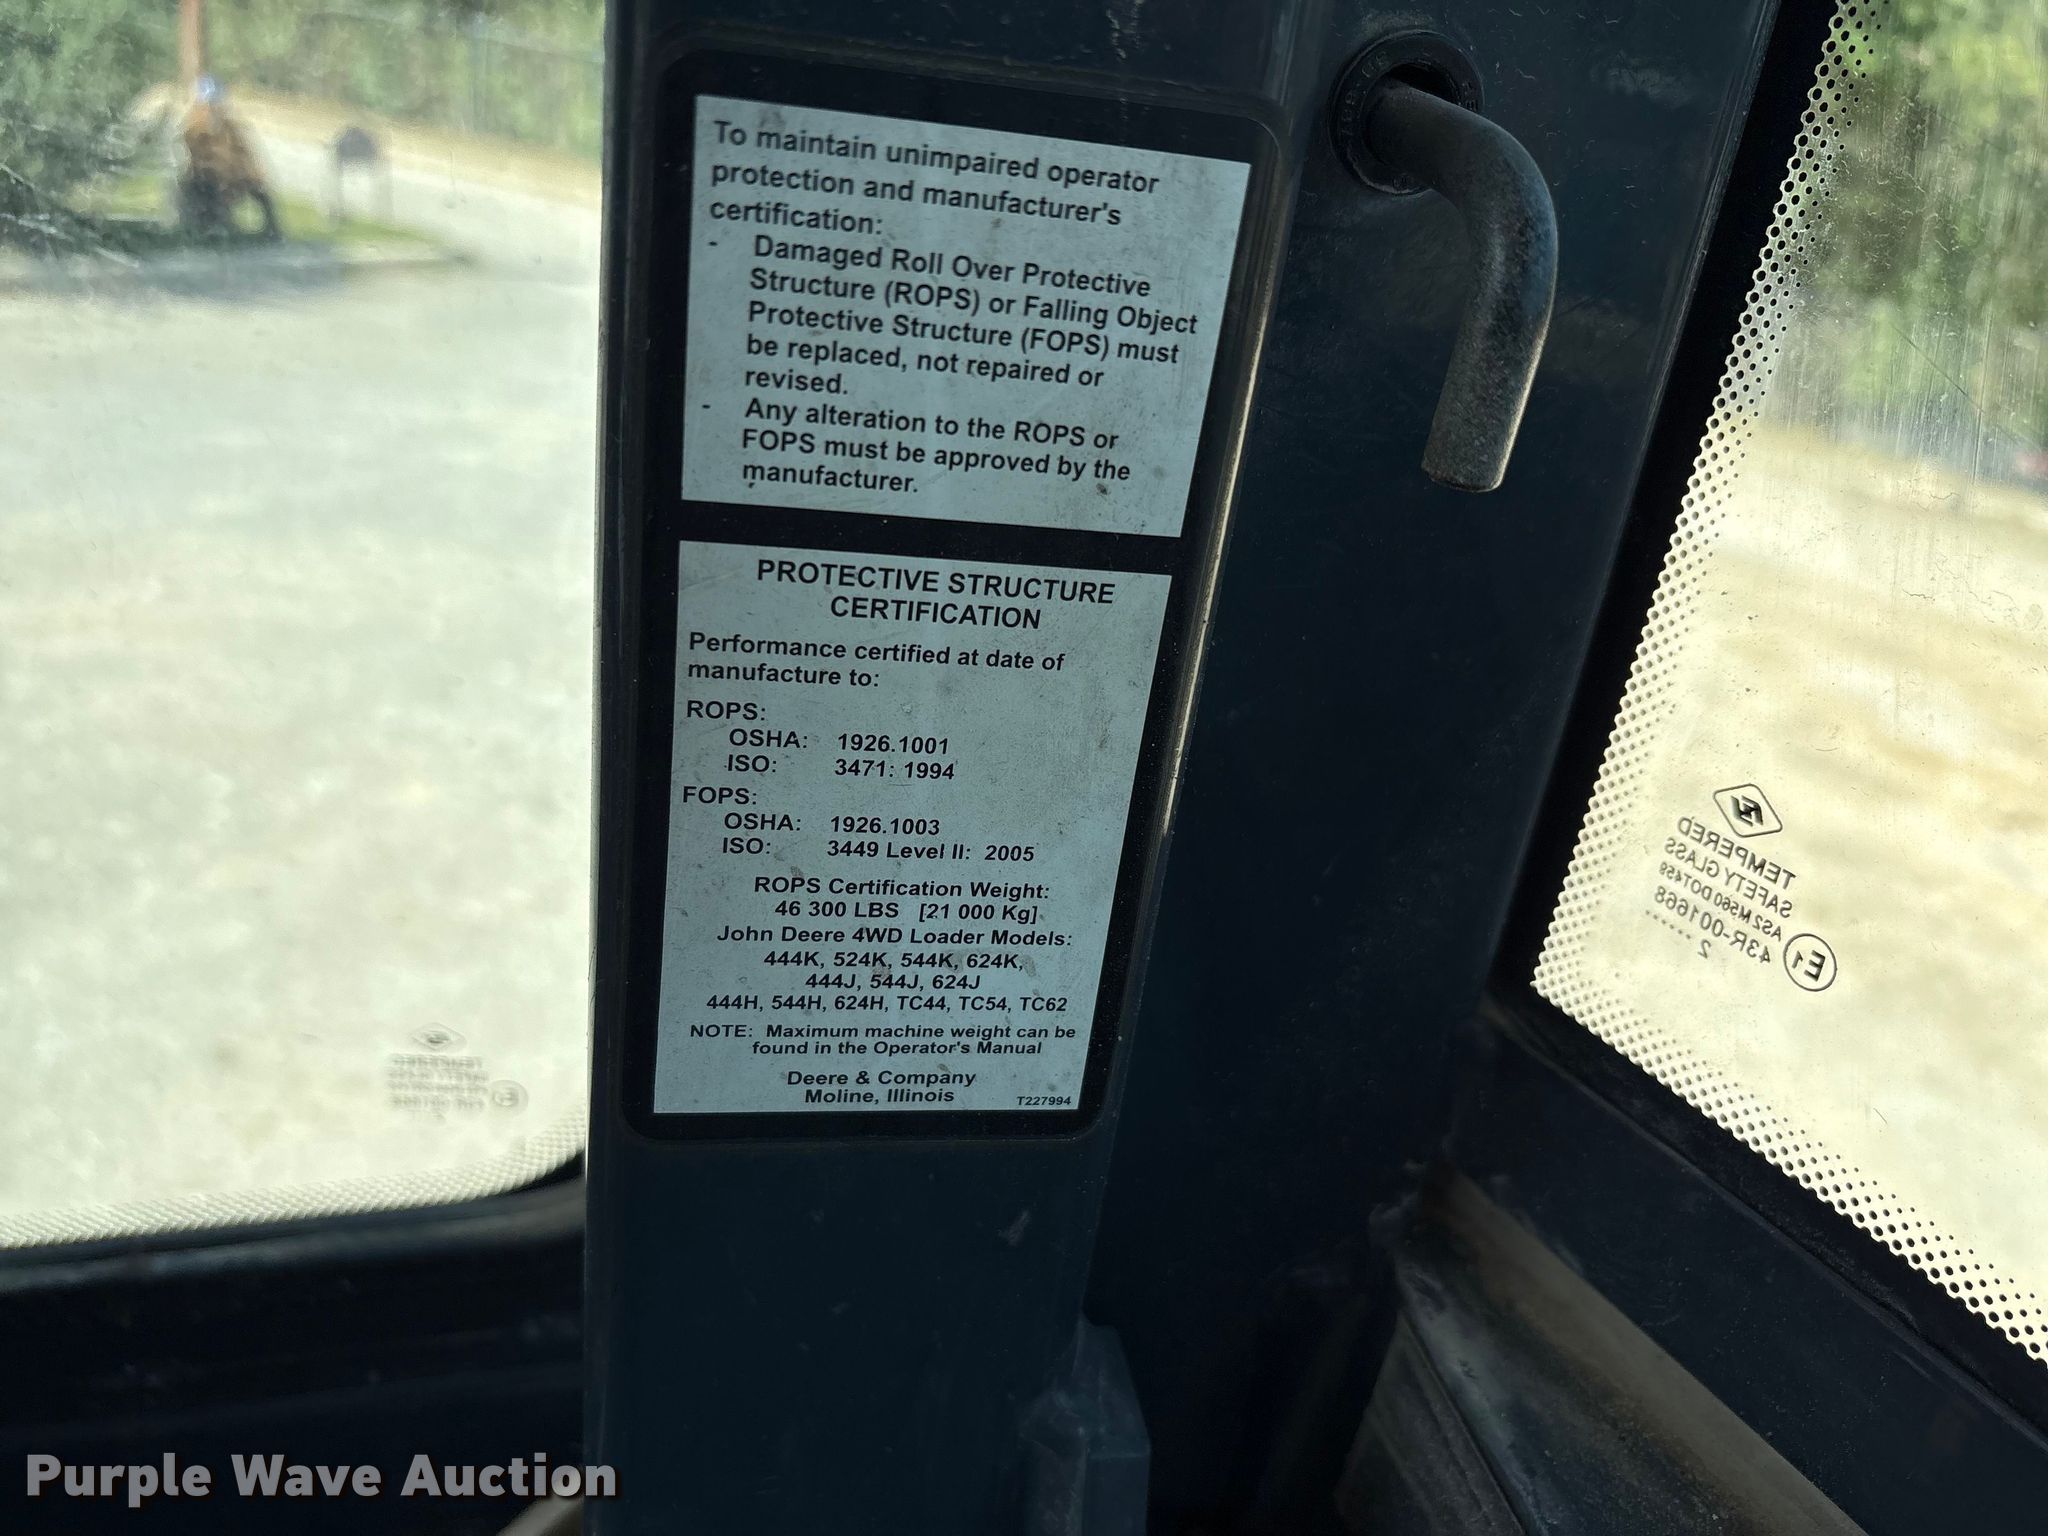 To maintain unimpaired operator
protection and manufacturer's
certification:
- Damaged Roll Over Protective
Structure (ROPS) or Falling Object
Protective Structure (FOPS) must
be replaced, not repaired or
revised.
- Any alteration to the ROPS or
FOPS must be approved by the
manufacturer.
PROTECTIVE STRUCTURE
CERTIFICATION
Performance certified at date of
manufacture to:
ROPS:
OSHA: 1926.1001
ISO: 3471: 1994
FOPS:
OSHA: 1926.1003
ISO: 3449 Level II: 2005
ROPS Certification Weight:
46 300 LBS [21 000 Kg]
John Deere 4WD Loader Models:
444K, 524K, 544K, 624K,
444J, 544J, 624J
444H, 544H, 624H, TC44, TC54, TC62
NOTE: Maximum machine weight can be
found in the Operator's Manual
Deere & Company
Moline, Illinois
T227994
TEMPERED
SAFETY GLASS
AS2 M560 DOT459
43R-001668
E1
2
Purple Wave Auction